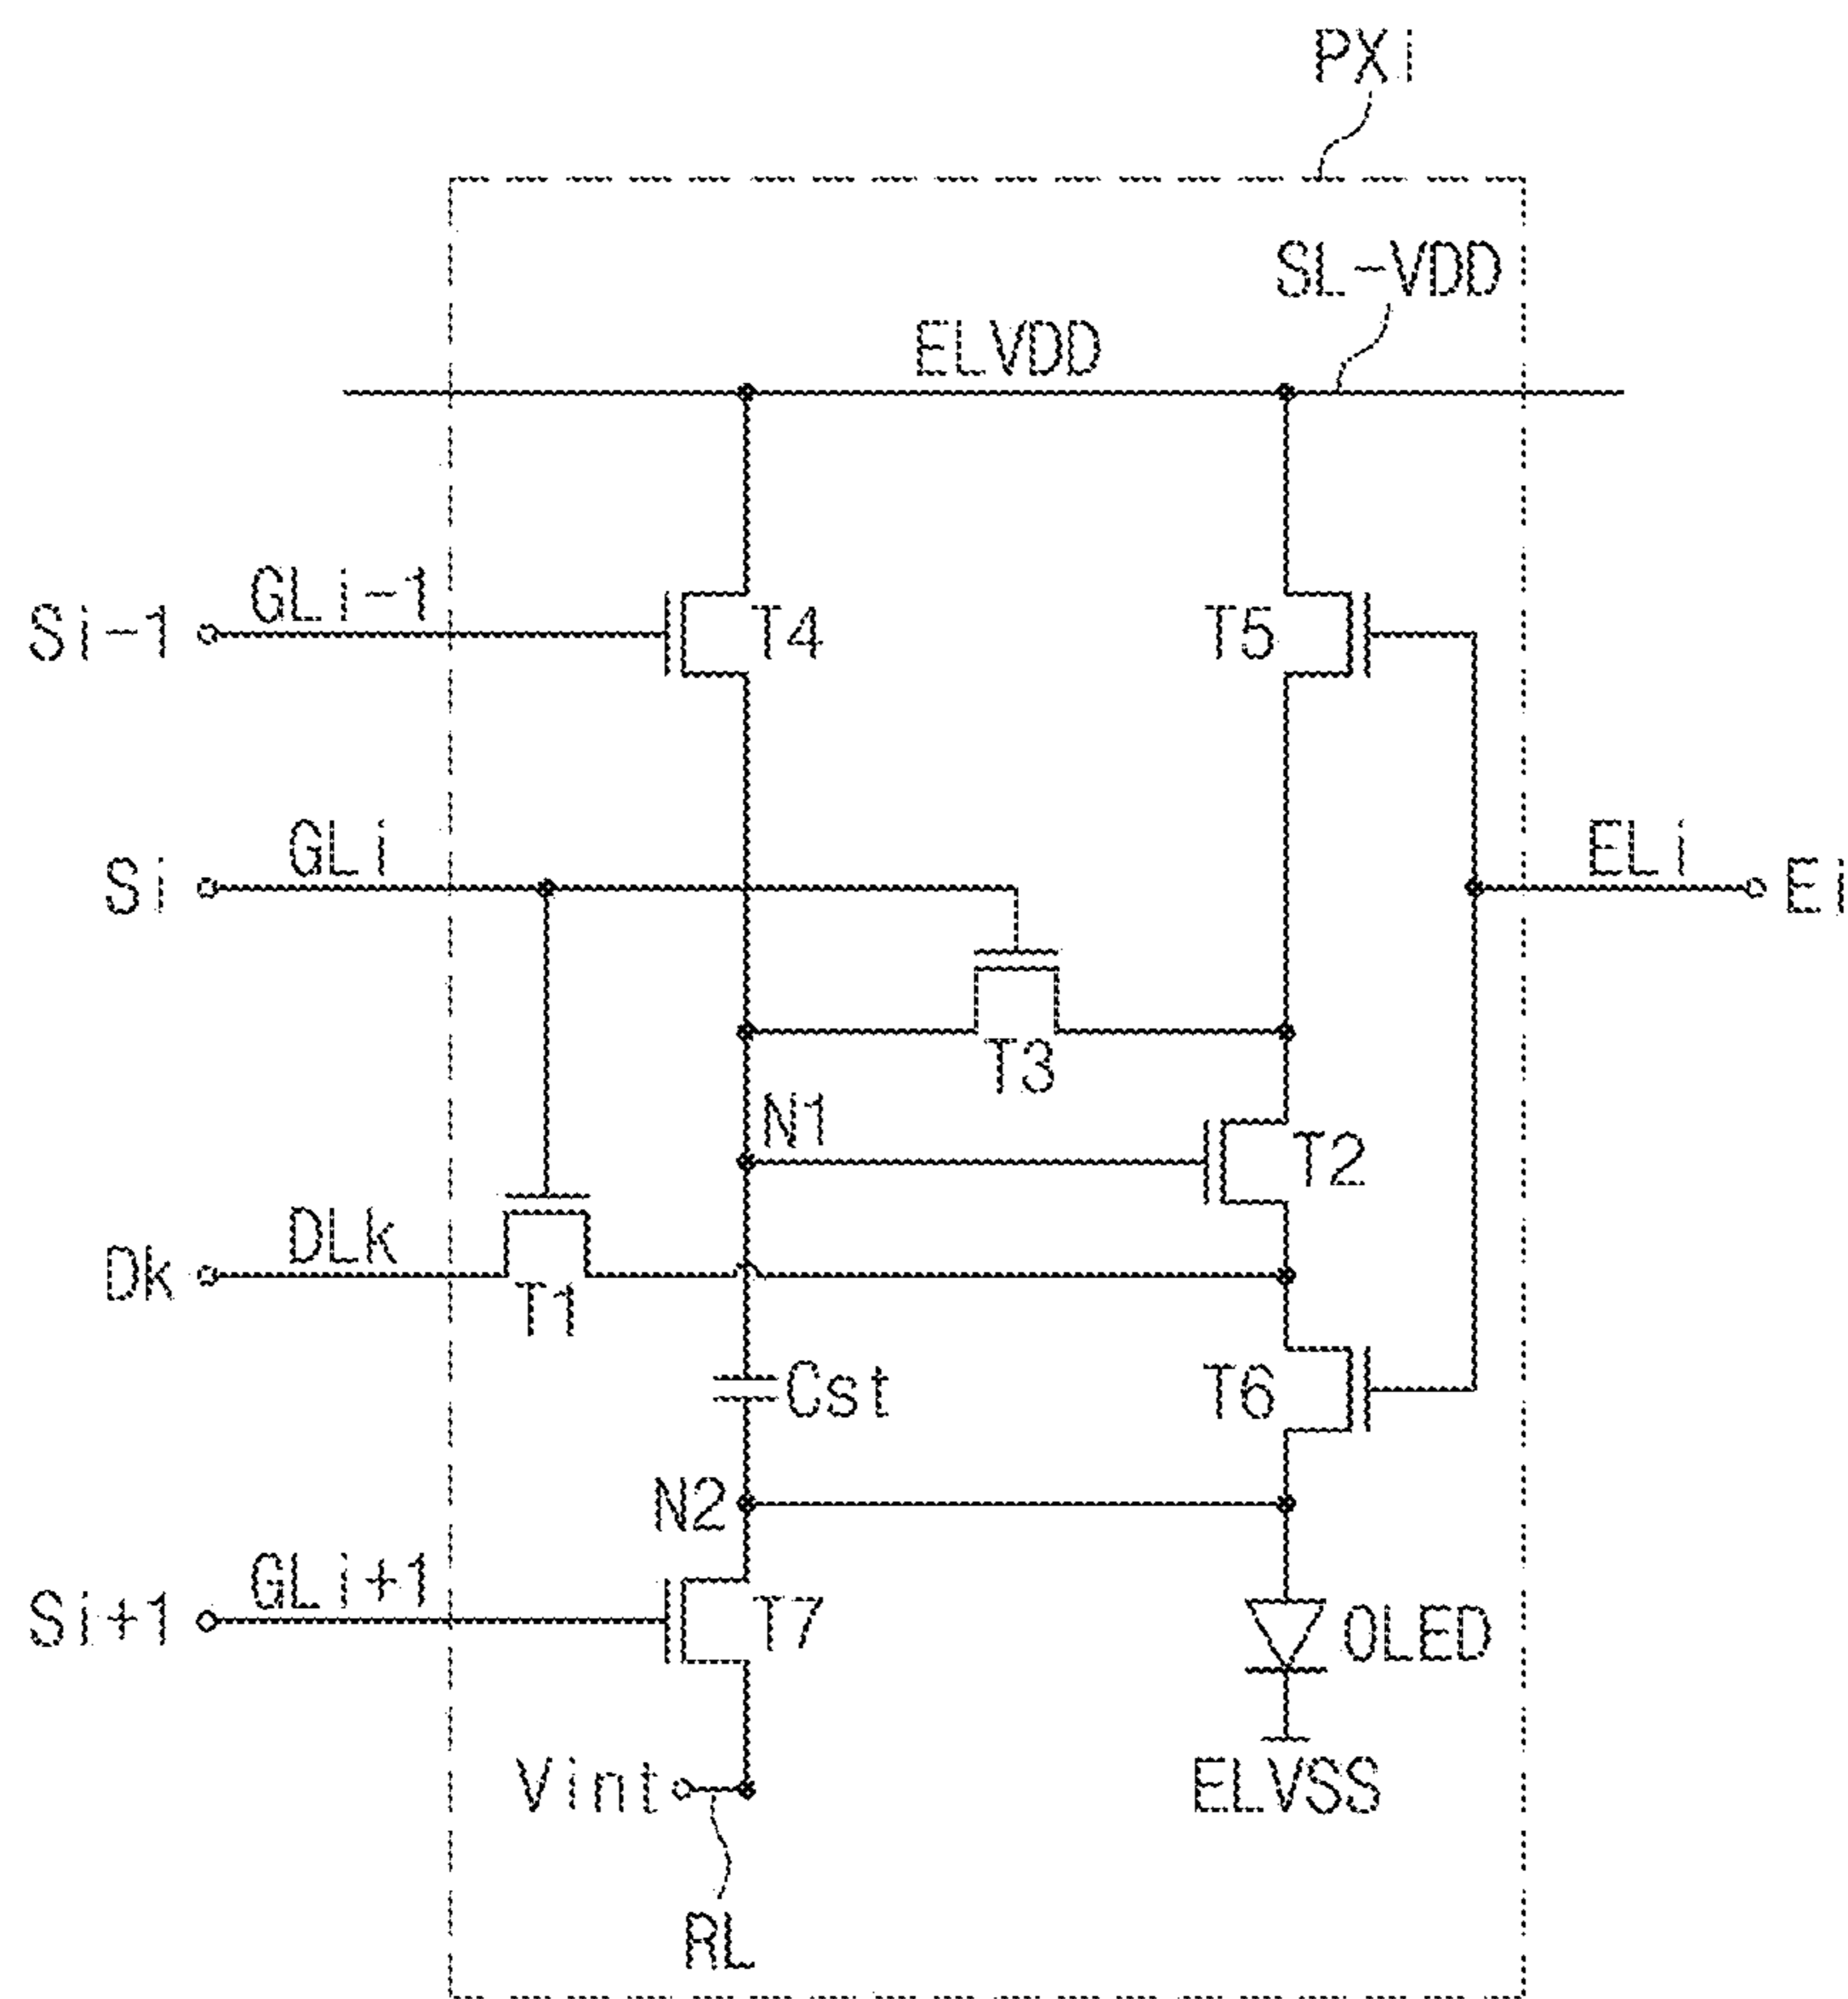 PXi
SL-VDD
ELVDD
GLi-1
Si-1
T4
T5
GLi
Si
ELi
Ei
T3
N1
T2
DLk
Dk
T1
Cst
T6
N2
GLi+1
Si+1
T7
OLED
Vint
ELVSS
RL